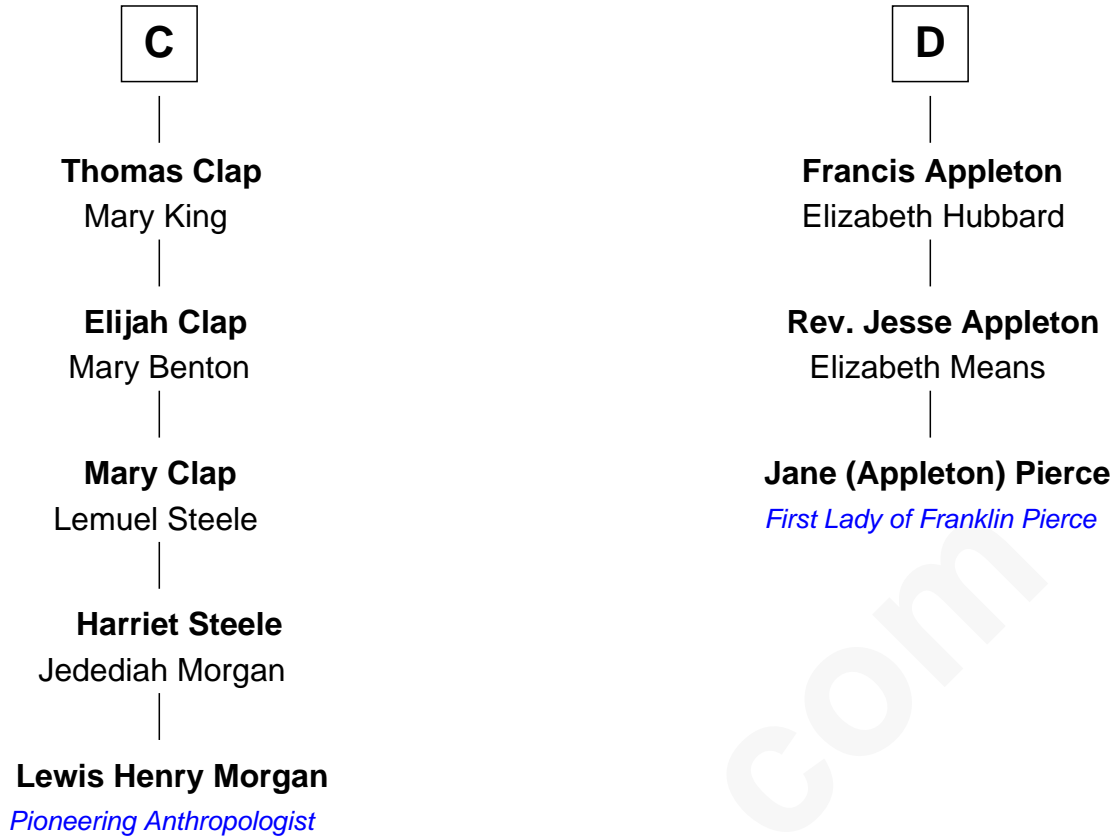 C
Thomas Clap
Mary King
Elijah Clap
Mary Benton
Mary Clap
Lemuel Steele
Harriet Steele
Jedediah Morgan
Lewis Henry Morgan
Pioneering Anthropologist
D
Francis Appleton
Elizabeth Hubbard
Rev. Jesse Appleton
Elizabeth Means
Jane (Appleton) Pierce
First Lady of Franklin Pierce
com